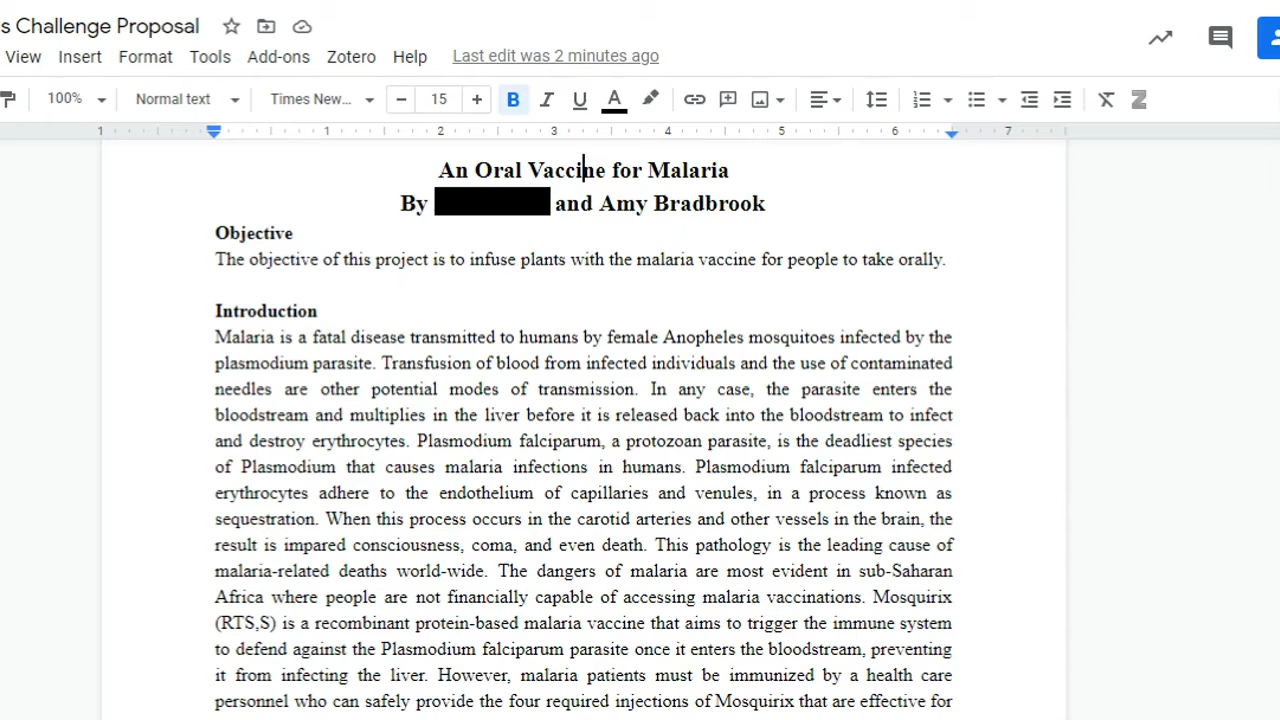 s Challenge Proposal
View Insert Format Tools Add-ons Zotero Help Last edit was 2 minutes ago
100% Normal text Times New... − 15 + B I U A Z
1 1 2 3 4 5 6 7
An Oral Vaccine for Malaria
By and Amy Bradbrook
Objective
The objective of this project is to infuse plants with the malaria vaccine for people to take orally.
Introduction
Malaria is a fatal disease transmitted to humans by female Anopheles mosquitoes infected by the
plasmodium parasite. Transfusion of blood from infected individuals and the use of contaminated
needles are other potential modes of transmission. In any case, the parasite enters the
bloodstream and multiplies in the liver before it is released back into the bloodstream to infect
and destroy erythrocytes. Plasmodium falciparum, a protozoan parasite, is the deadliest species
of Plasmodium that causes malaria infections in humans. Plasmodium falciparum infected
erythrocytes adhere to the endothelium of capillaries and venules, in a process known as
sequestration. When this process occurs in the carotid arteries and other vessels in the brain, the
result is impared consciousness, coma, and even death. This pathology is the leading cause of
malaria-related deaths world-wide. The dangers of malaria are most evident in sub-Saharan
Africa where people are not financially capable of accessing malaria vaccinations. Mosquirix
(RTS,S) is a recombinant protein-based malaria vaccine that aims to trigger the immune system
to defend against the Plasmodium falciparum parasite once it enters the bloodstream, preventing
it from infecting the liver. However, malaria patients must be immunized by a health care
personnel who can safely provide the four required injections of Mosquirix that are effective for